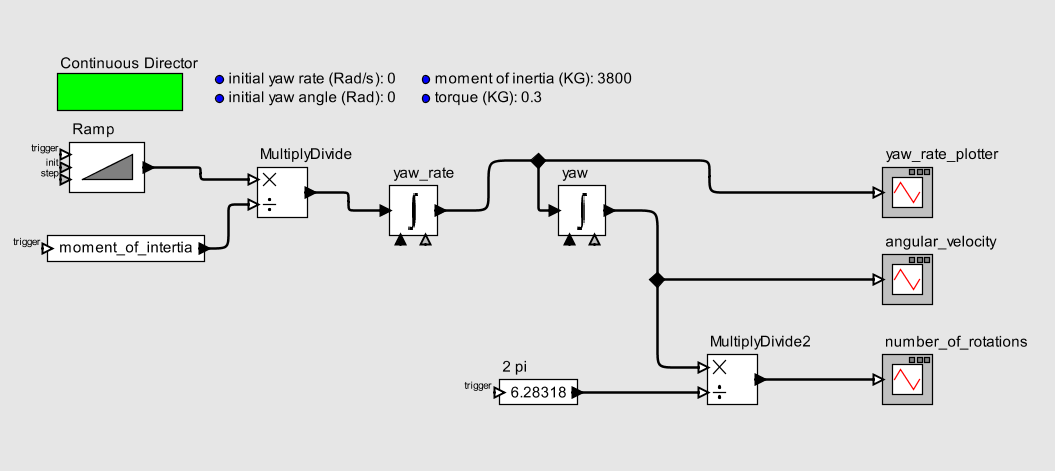 Continuous Director
initial yaw rate (Rad/s): 0
moment of inertia (KG): 3800
initial yaw angle (Rad): 0
torque (KG): 0.3
Ramp
trigger
init
step
MultiplyDivide
×
÷
trigger
moment_of_intertia
yaw_rate
∫
yaw
∫
yaw_rate_plotter
angular_velocity
number_of_rotations
MultiplyDivide2
×
÷
2 pi
trigger
6.28318